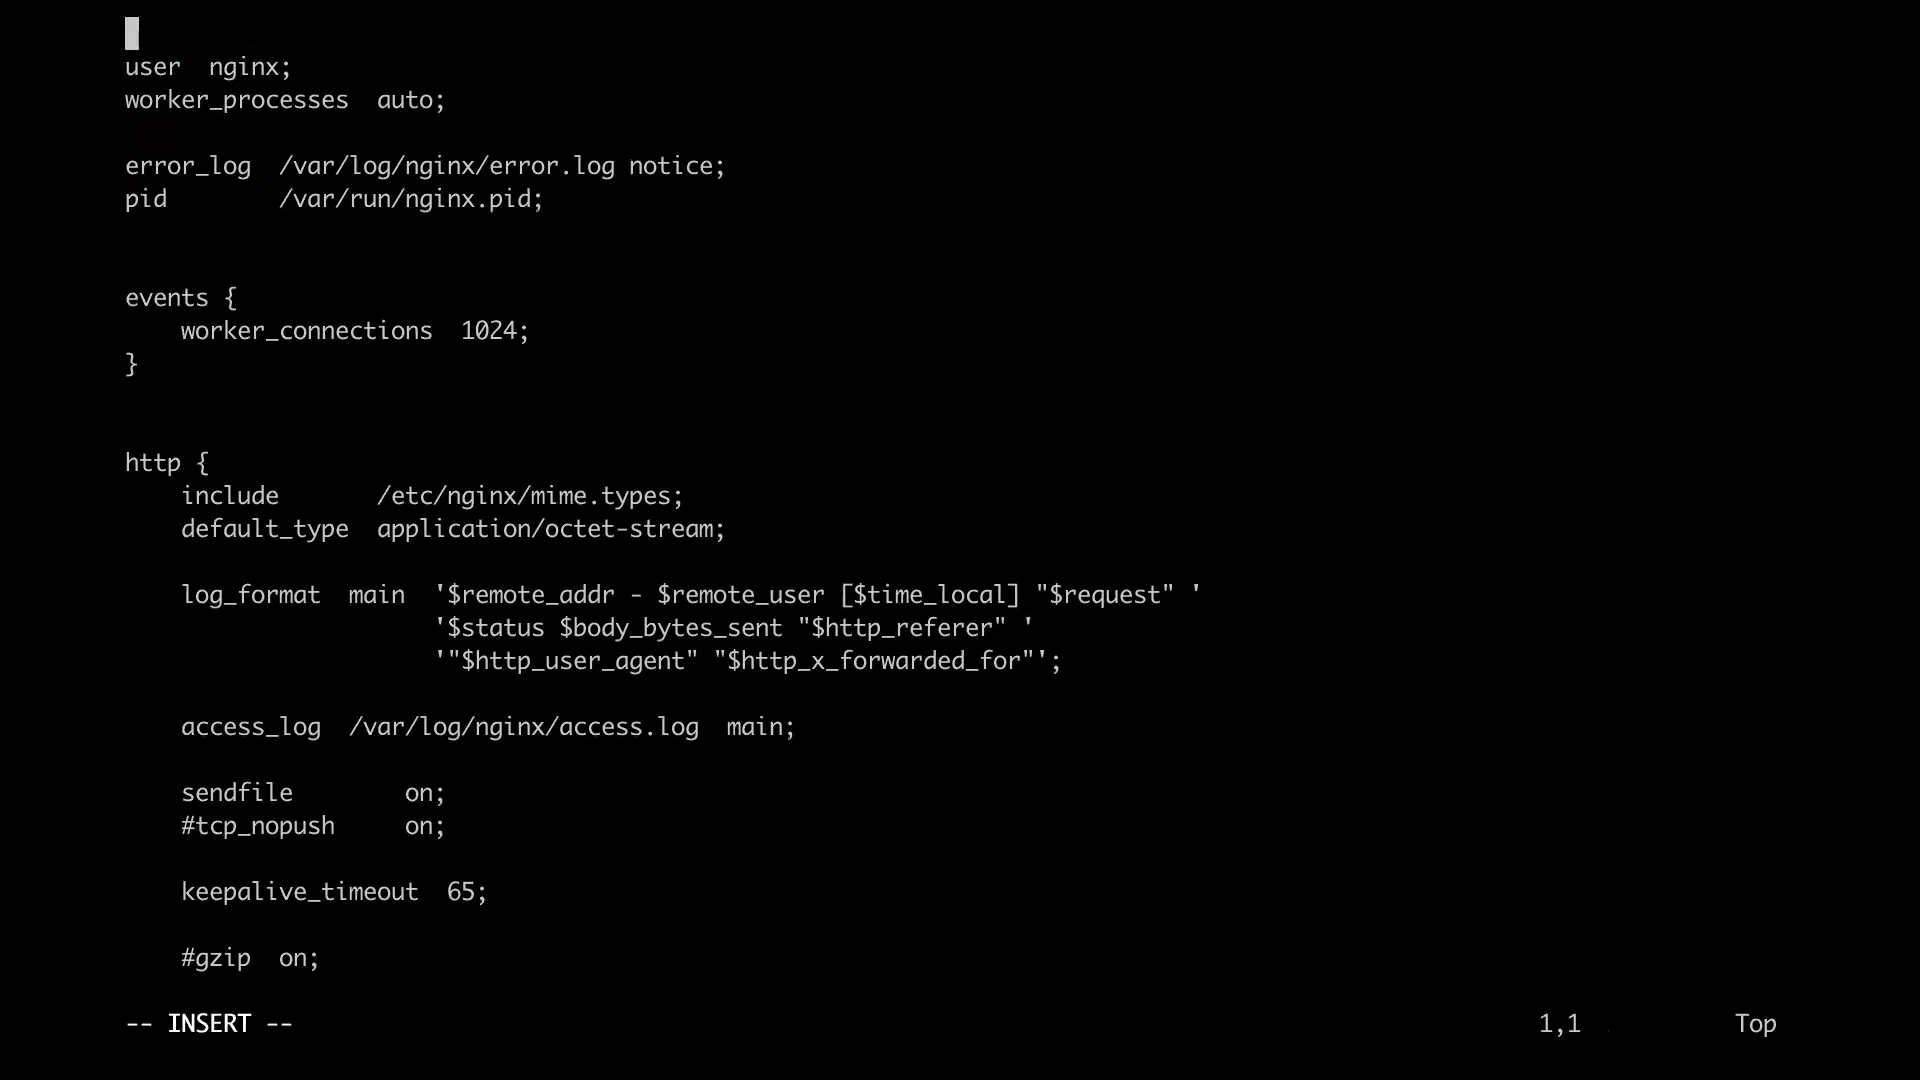 user  nginx;
worker_processes  auto;
error_log  /var/log/nginx/error.log notice;
pid        /var/run/nginx.pid;
events {
    worker_connections  1024;
}
http {
    include       /etc/nginx/mime.types;
    default_type  application/octet-stream;
    log_format  main  '$remote_addr - $remote_user [$time_local] "$request" '
                      '$status $body_bytes_sent "$http_referer" '
                      '"$http_user_agent" "$http_x_forwarded_for"';
    access_log  /var/log/nginx/access.log  main;
    sendfile        on;
    #tcp_nopush     on;
    keepalive_timeout  65;
    #gzip  on;
-- INSERT --                                                                                         1,1           Top